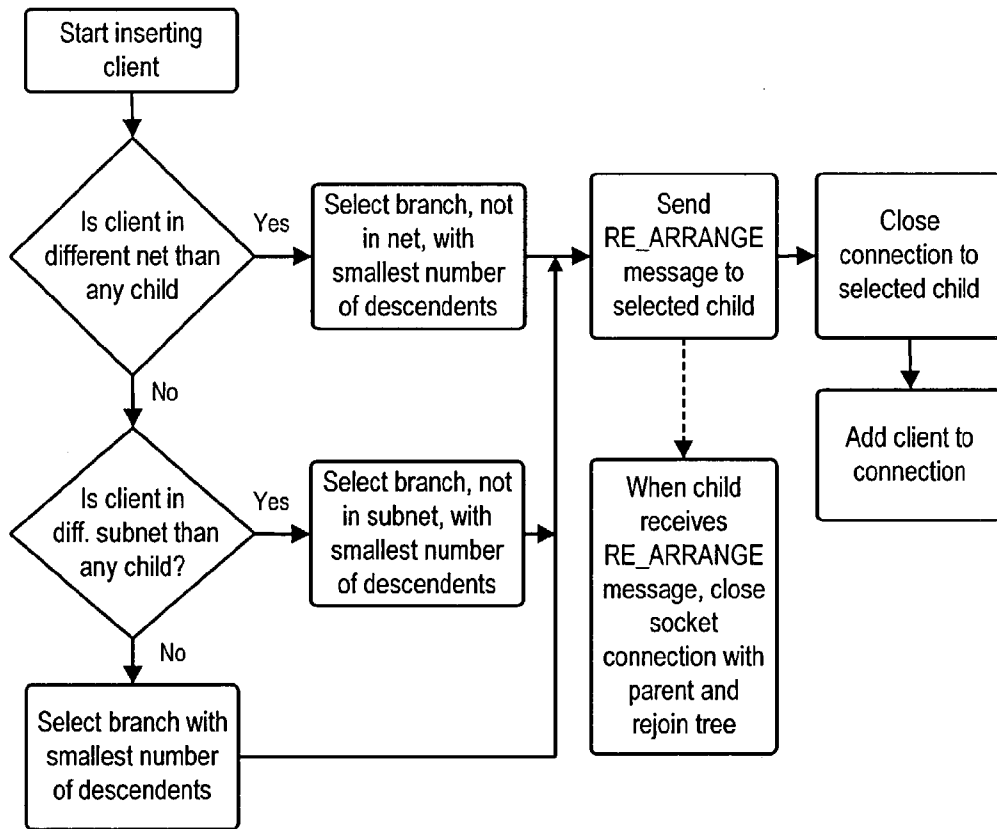 Start inserting
client
Is client in
different net than
any child
Yes
Select branch, not
in net, with
smallest number
of descendents
Send
RE_ARRANGE
message to
selected child
Close
connection to
selected child
Add client to
connection
No
Is client in
diff. subnet than
any child?
Yes
Select branch, not
in subnet, with
smallest number
of descendents
When child
receives
RE_ARRANGE
message, close
socket
connection with
parent and
rejoin tree
No
Select branch with
smallest number
of descendents